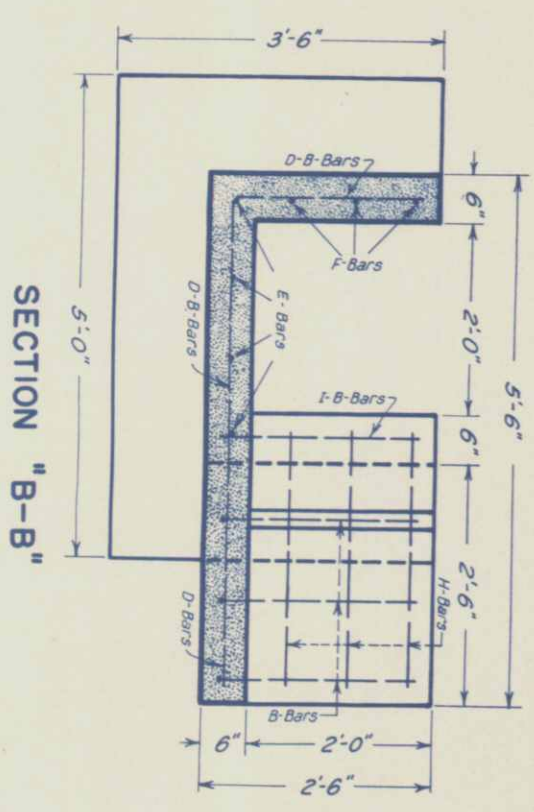 3'-6"
D-B-Bars
6"
F-Bars
2'-0"
5'-6"
E-Bars
D-B-Bars
5'-0"
I-B-Bars
6"
2'-6"
H-Bars
D-Bars
B-Bars
6"
2'-0"
2'-6"
SECTION "B-B"